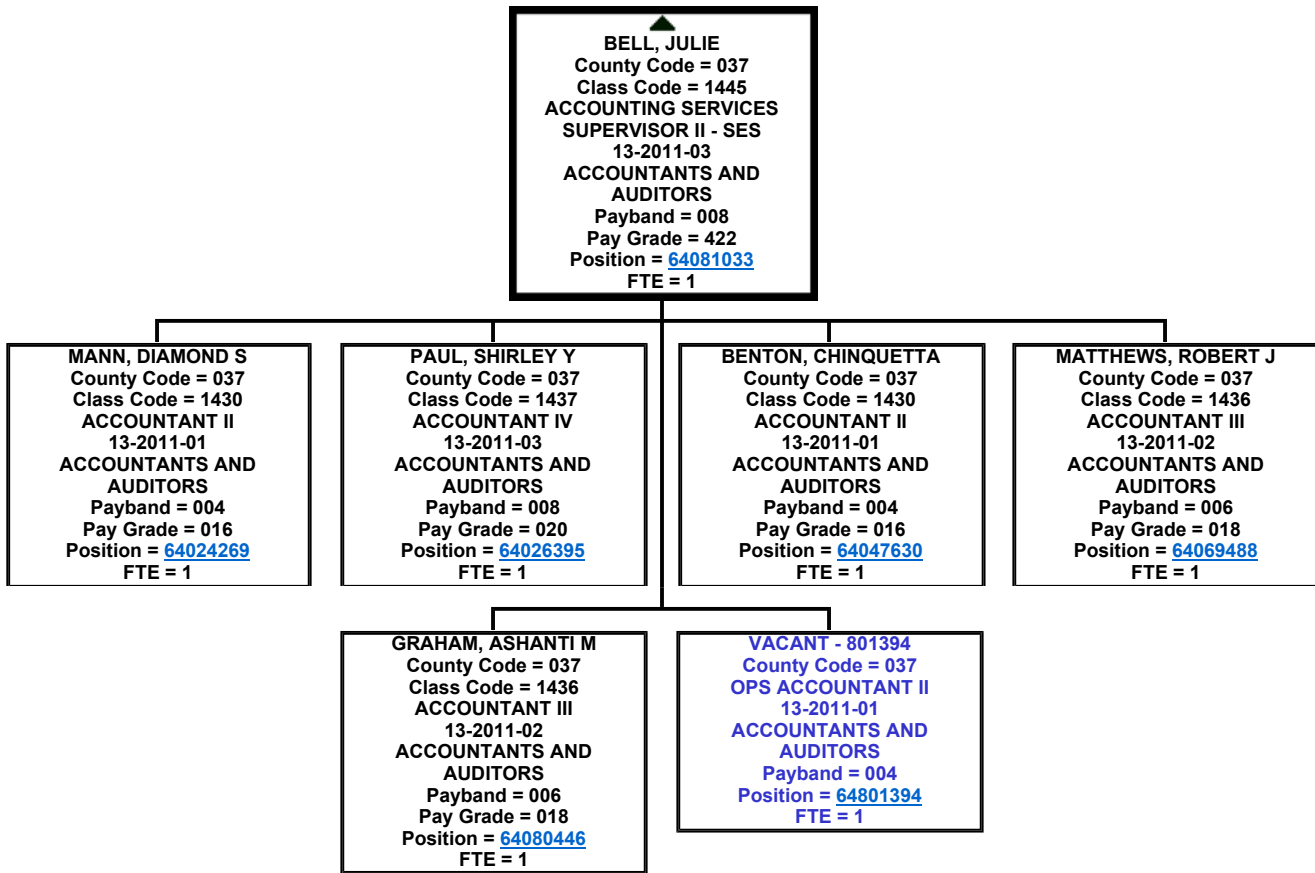 BELL, JULIE
County Code = 037
Class Code = 1445
ACCOUNTING SERVICES
SUPERVISOR II - SES
13-2011-03
ACCOUNTANTS AND
AUDITORS
Payband = 008
Pay Grade = 422
Position = 64081033
FTE = 1
MANN, DIAMOND S
County Code = 037
Class Code = 1430
ACCOUNTANT II
13-2011-01
ACCOUNTANTS AND
AUDITORS
Payband = 004
Pay Grade = 016
Position = 64024269
FTE = 1
PAUL, SHIRLEY Y
County Code = 037
Class Code = 1437
ACCOUNTANT IV
13-2011-03
ACCOUNTANTS AND
AUDITORS
Payband = 008
Pay Grade = 020
Position = 64026395
FTE = 1
BENTON, CHINQUETTA
County Code = 037
Class Code = 1430
ACCOUNTANT II
13-2011-01
ACCOUNTANTS AND
AUDITORS
Payband = 004
Pay Grade = 016
Position = 64047630
FTE = 1
MATTHEWS, ROBERT J
County Code = 037
Class Code = 1436
ACCOUNTANT III
13-2011-02
ACCOUNTANTS AND
AUDITORS
Payband = 006
Pay Grade = 018
Position = 64069488
FTE = 1
GRAHAM, ASHANTI M
County Code = 037
Class Code = 1436
ACCOUNTANT III
13-2011-02
ACCOUNTANTS AND
AUDITORS
Payband = 006
Pay Grade = 018
Position = 64080446
FTE = 1
VACANT - 801394
County Code = 037
OPS ACCOUNTANT II
13-2011-01
ACCOUNTANTS AND
AUDITORS
Payband = 004
Position = 64801394
FTE = 1